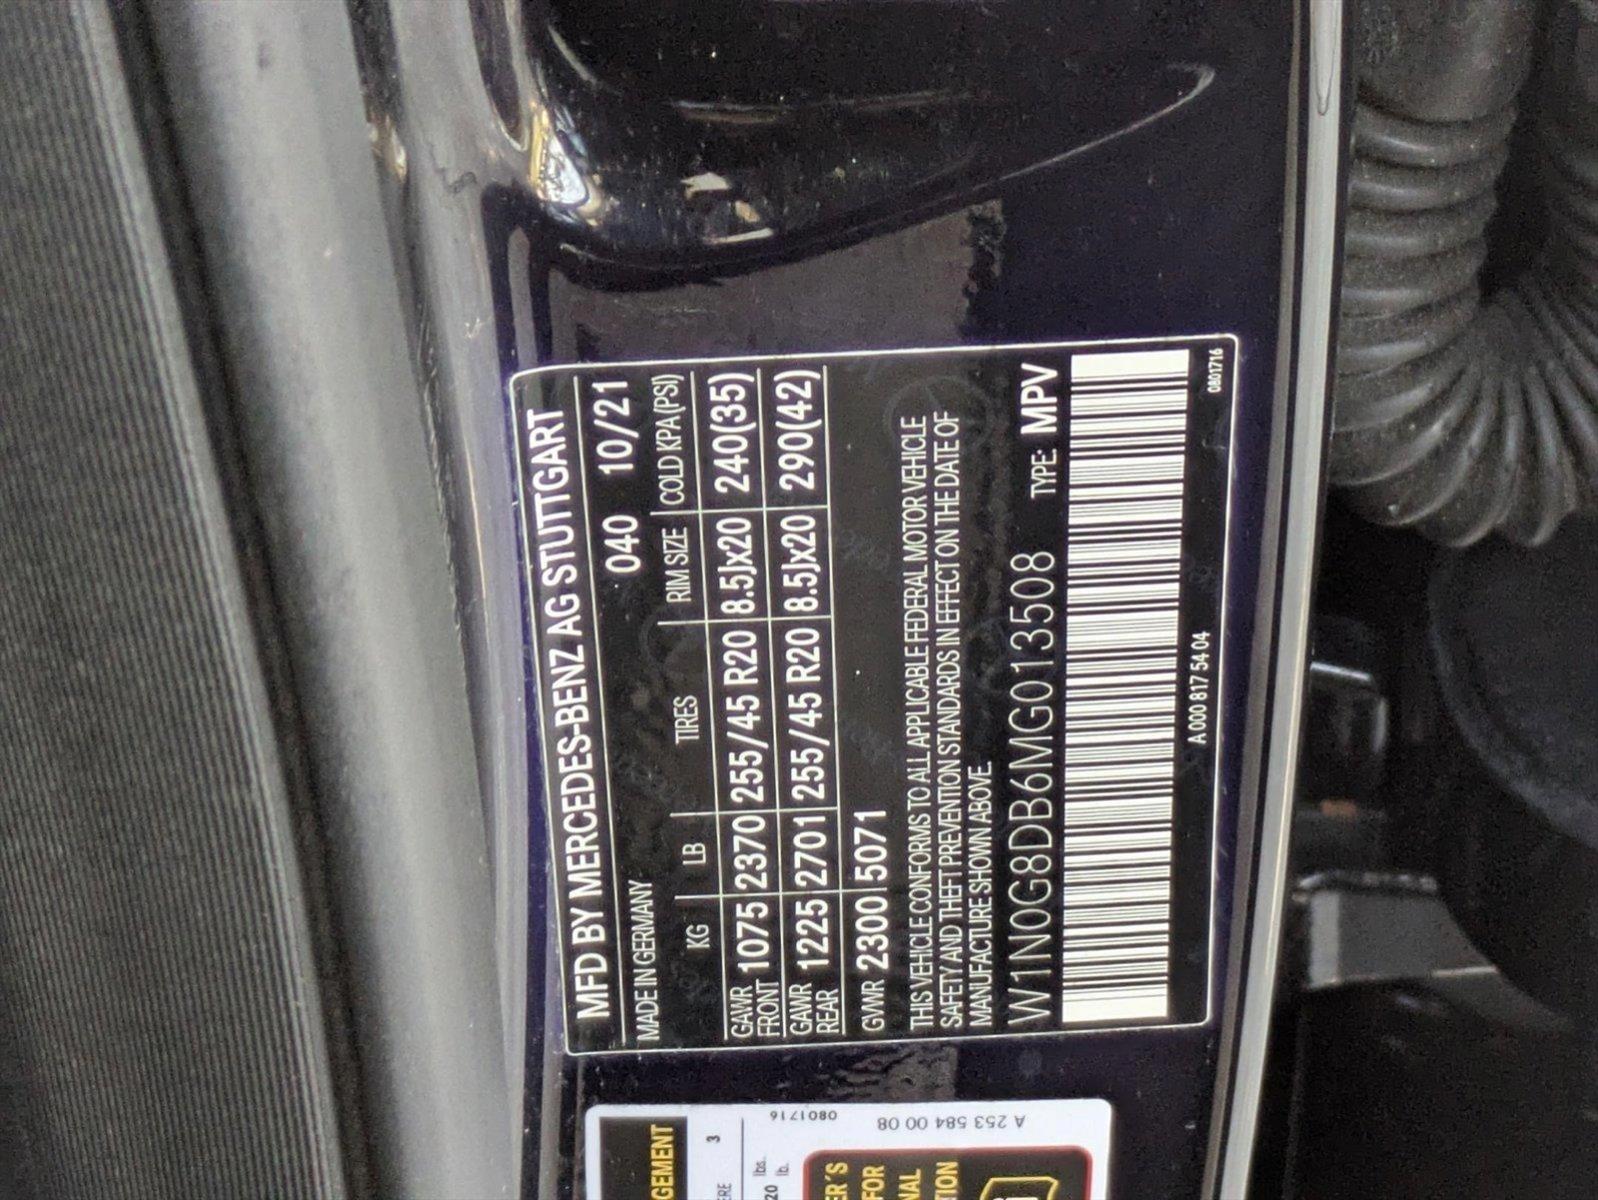 MFD BY MERCEDES-BENZ AG STUTTGART
MADE IN GERMANY 040 10/21
KG LB TIRES RIM SIZE COLD KPA(PSI)
GAWR FRONT 1075 2370 255/45 R20 8.5Jx20 240(35)
GAWR REAR 1225 2701 255/45 R20 8.5Jx20 290(42)
GVWR 2300 5071
THIS VEHICLE CONFORMS TO ALL APPLICABLE FEDERAL MOTOR VEHICLE
SAFETY AND THEFT PREVENTION STANDARDS IN EFFECT ON THE DATE OF
MANUFACTURE SHOWN ABOVE.
W1N0G8DB6MG013508 TYPE: MPV
A 000 817 54 04
0801716
3
lbs.
20 lb.
0801716
A 253 584 00 08